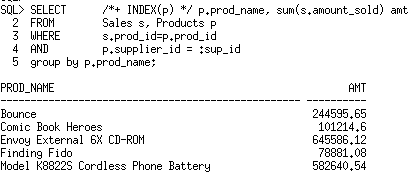 SQL> SELECT /*+ INDEX(p) */ p.prod_name, sum(s.amount_sold) amt
2 FROM Sales s, Products p
3 WHERE s.prod_id=p.prod_id
4 AND p.supplier_id = :sup_id
5 group by p.prod_name;
PROD_NAME AMT
-------------------------------------------------- ----------
Bounce 244595.65
Comic Book Heroes 101214.6
Envoy External 6X CD-ROM 645586.12
Finding Fido 78881.08
Model K8822S Cordless Phone Battery 582640.54